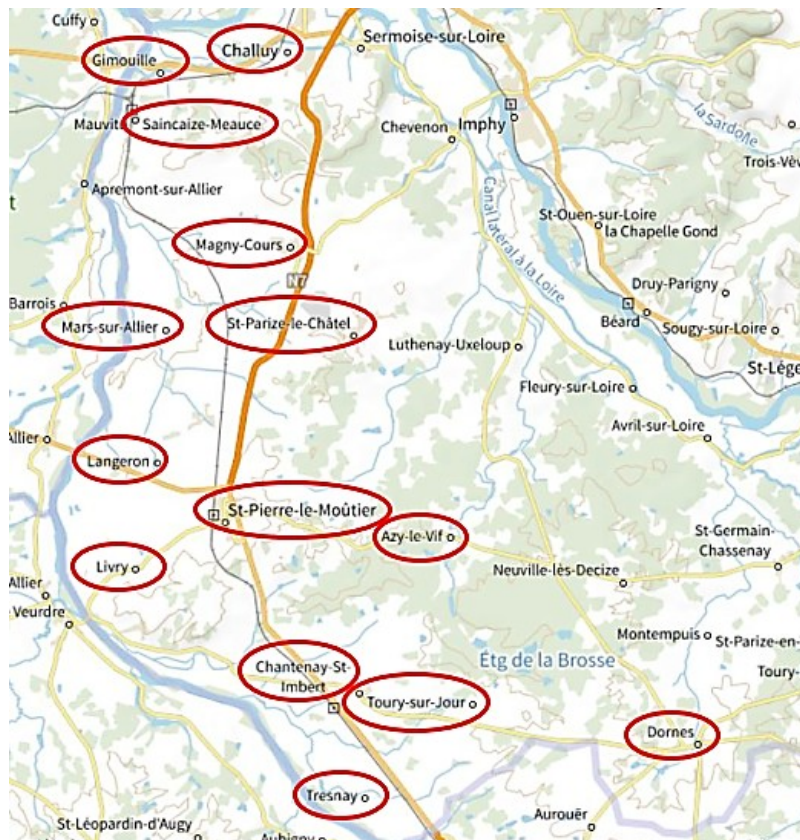 Cuffy
Challuy
Sermoise-sur-Loire
Gimouille
Mauvit
Saincaize-Meauce
Chevenon
Imphy
la Sardolle
Trois-Vèv
Apremont-sur-Allier
Canal latéral à la Loire
St-Ouen-sur-Loire
la Chapelle Gond
Magny-Cours
N7
Druy-Parigny
Barrois
Mars-sur-Allier
St-Parize-le-Châtel
Béard
Sougy-sur-Loire
Luthenay-Uxeloup
St-Lége
Fleury-sur-Loire
Avril-sur-Loire
Allier
Langeron
St-Pierre-le-Moûtier
Azy-le-Vif
St-Germain-
Chassenay
Livry
Neuville-lès-Decize
Allier
Veurdre
Montempuis
St-Parize-en-
Chantenay-St-
Imbert
Étg de la Brosse
Toury-
Toury-sur-Jour
Dornes
Tresnay
St-Léopardin-d'Augy
Aubigny
Aurouër